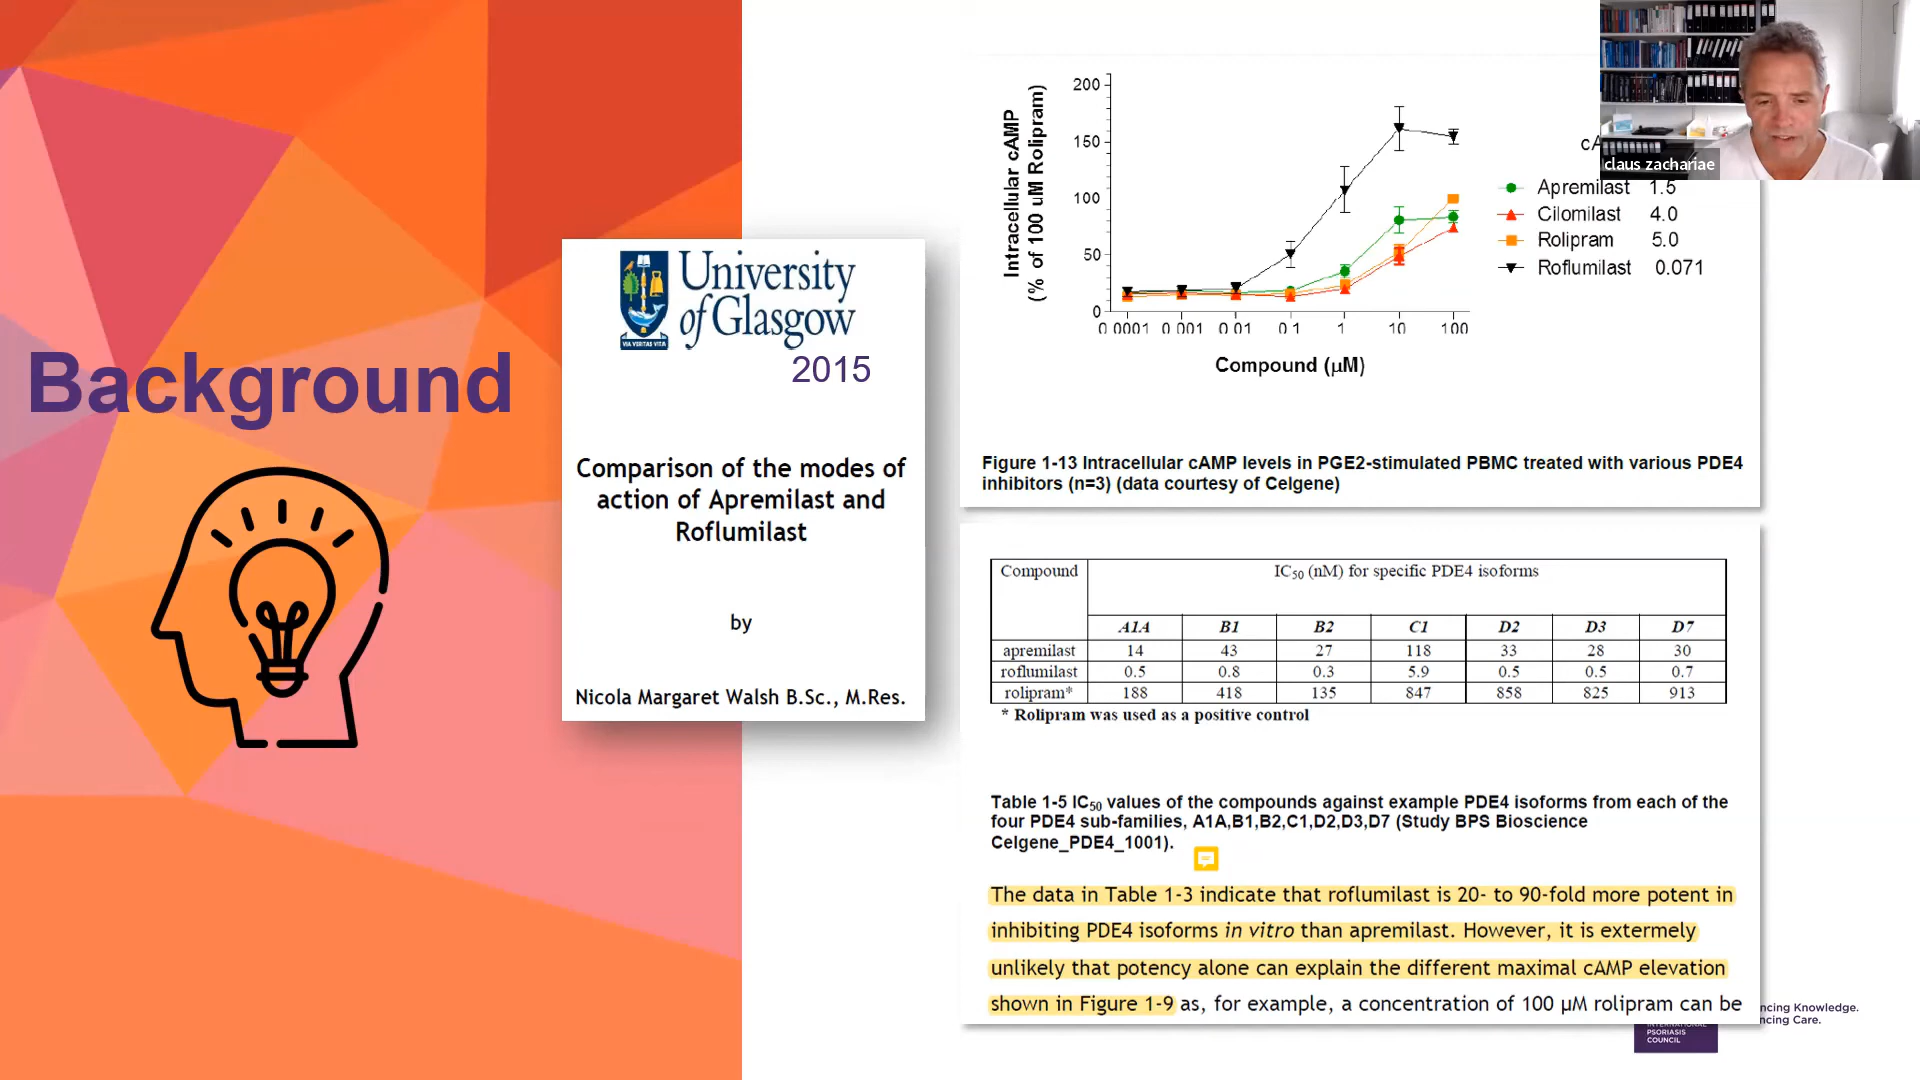 Background
University
of Glasgow
VIA VERITAS VITA
2015
Comparison of the modes of
action of Apremilast and
Roflumilast
by
Nicola Margaret Walsh B.Sc., M.Res.
Intracellular cAMP
(% of 100 uM Rolipram)
200
150
100
50
0
0.0001 0.001 0.01 0.1 1 10 100
Compound (µM)
Apremilast 1.5
Cilomilast 4.0
Rolipram 5.0
Roflumilast 0.071
claus zachariae
Figure 1-13 Intracellular cAMP levels in PGE2-stimulated PBMC treated with various PDE4
inhibitors (n=3) (data courtesy of Celgene)
Compound IC50 (nM) for specific PDE4 isoforms
A1A B1 B2 C1 D2 D3 D7
apremilast 14 43 27 118 33 28 30
roflumilast 0.5 0.8 0.3 5.9 0.5 0.5 0.7
rolipram* 188 418 135 847 858 825 913
* Rolipram was used as a positive control
Table 1-5 IC50 values of the compounds against example PDE4 isoforms from each of the
four PDE4 sub-families, A1A,B1,B2,C1,D2,D3,D7 (Study BPS Bioscience
Celgene_PDE4_1001).
The data in Table 1-3 indicate that roflumilast is 20- to 90-fold more potent in
inhibiting PDE4 isoforms in vitro than apremilast. However, it is extermely
unlikely that potency alone can explain the different maximal cAMP elevation
shown in Figure 1-9 as, for example, a concentration of 100 µM rolipram can be
ncing Knowledge.
ncing Care.
INTERNATIONAL
PSORIASIS
COUNCIL